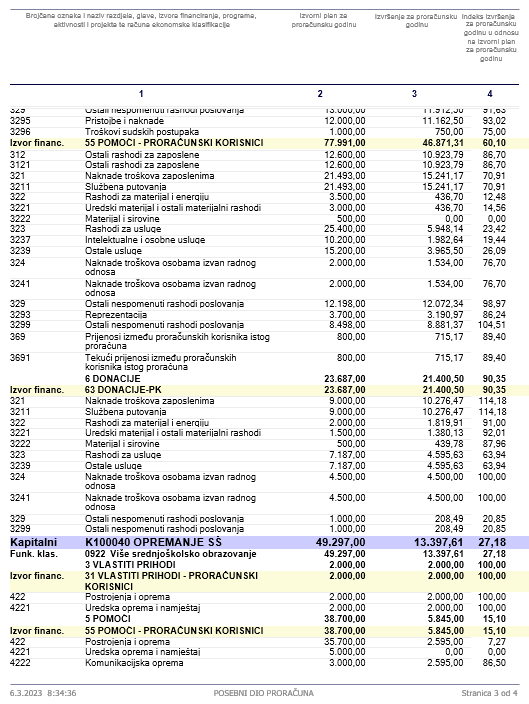 Brojčana oznaka i naziv razdjela, glave, izvora financiranja, programa, Izvorni plan za Izvršenje za proračunsku Indeks izvršenja
aktivnosti i projekta te računa ekonomske klasifikacije proračunsku godinu godinu za proračunsku
godinu u odnosu
na izvorni plan
za proračunsku
godinu
1 2 3 4
329 Ostali nespomenuti rashodi poslovanja 13.000,00 11.912,50 91,63
3295 Pristojbe i naknade 12.000,00 11.162,50 93,02
3296 Troškovi sudskih postupaka 1.000,00 750,00 75,00
Izvor financ. 55 POMOĆI - PRORAČUNSKI KORISNICI 77.991,00 46.871,31 60,10
312 Ostali rashodi za zaposlene 12.600,00 10.923,79 86,70
3121 Ostali rashodi za zaposlene 12.600,00 10.923,79 86,70
321 Naknade troškova zaposlenima 21.493,00 15.241,17 70,91
3211 Službena putovanja 21.493,00 15.241,17 70,91
322 Rashodi za materijal i energiju 3.500,00 436,70 12,48
3221 Uredski materijal i ostali materijalni rashodi 3.000,00 436,70 14,56
3222 Materijal i sirovine 500,00 0,00 0,00
323 Rashodi za usluge 25.400,00 5.948,14 23,42
3237 Intelektualne i osobne usluge 10.200,00 1.982,64 19,44
3239 Ostale usluge 15.200,00 3.965,50 26,09
324 Naknade troškova osobama izvan radnog 2.000,00 1.534,00 76,70
odnosa
3241 Naknade troškova osobama izvan radnog 2.000,00 1.534,00 76,70
odnosa
329 Ostali nespomenuti rashodi poslovanja 12.198,00 12.072,34 98,97
3293 Reprezentacija 3.700,00 3.190,97 86,24
3299 Ostali nespomenuti rashodi poslovanja 8.498,00 8.881,37 104,51
369 Prijenosi između proračunskih korisnika istog 800,00 715,17 89,40
proračuna
3691 Tekući prijenosi između proračunskih 800,00 715,17 89,40
korisnika istog proračuna
6 DONACIJE 23.687,00 21.400,50 90,35
Izvor financ. 63 DONACIJE-PK 23.687,00 21.400,50 90,35
321 Naknade troškova zaposlenima 9.000,00 10.276,47 114,18
3211 Službena putovanja 9.000,00 10.276,47 114,18
322 Rashodi za materijal i energiju 2.000,00 1.819,91 91,00
3221 Uredski materijal i ostali materijalni rashodi 1.500,00 1.380,13 92,01
3222 Materijal i sirovine 500,00 439,78 87,96
323 Rashodi za usluge 7.187,00 4.595,63 63,94
3239 Ostale usluge 7.187,00 4.595,63 63,94
324 Naknade troškova osobama izvan radnog 4.500,00 4.500,00 100,00
odnosa
3241 Naknade troškova osobama izvan radnog 4.500,00 4.500,00 100,00
odnosa
329 Ostali nespomenuti rashodi poslovanja 1.000,00 208,49 20,85
3299 Ostali nespomenuti rashodi poslovanja 1.000,00 208,49 20,85
Kapitalni K100040 OPREMANJE SŠ 49.297,00 13.397,61 27,18
Funk. klas. 0922 Više srednjoškolsko obrazovanje 49.297,00 13.397,61 27,18
3 VLASTITI PRIHODI 2.000,00 2.000,00 100,00
Izvor financ. 31 VLASTITI PRIHODI - PRORAČUNSKI 2.000,00 2.000,00 100,00
KORISNICI
422 Postrojenja i oprema 2.000,00 2.000,00 100,00
4221 Uredska oprema i namještaj 2.000,00 2.000,00 100,00
5 POMOĆI 38.700,00 5.845,00 15,10
Izvor financ. 55 POMOĆI - PRORAČUNSKI KORISNICI 38.700,00 5.845,00 15,10
422 Postrojenja i oprema 35.700,00 2.595,00 7,27
4221 Uredska oprema i namještaj 5.000,00 0,00 0,00
4222 Komunikacijska oprema 3.000,00 2.595,00 86,50
6.3.2023 8:34:36 POSEBNI DIO PRORAČUNA Stranica 3 od 4